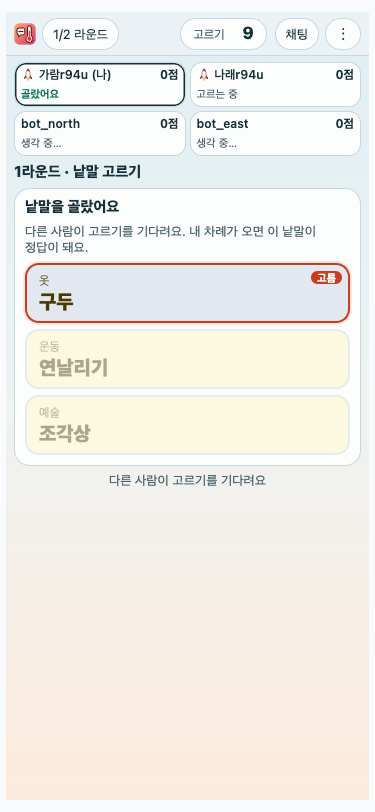 1/2 라운드
고르기 9
채팅
가람r94u (나) 0점
골랐어요
나래r94u 0점
고르는 중
bot_north 0점
생각 중…
bot_east 0점
생각 중…
1라운드 · 낱말 고르기
낱말을 골랐어요
다른 사람이 고르기를 기다려요. 내 차례가 오면 이 낱말이
정답이 돼요.
옷
고름
구두
운동
연날리기
예술
조각상
다른 사람이 고르기를 기다려요